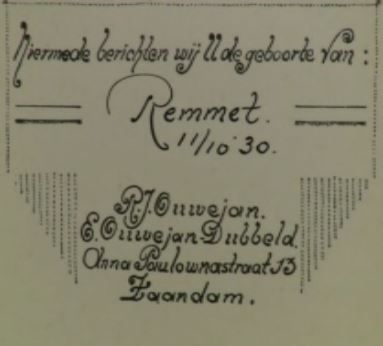 Hiermede berichten wij U de geboorte van:
Remmet.
11/10 '30.
R.J. Ouwejan.
E. Ouwejan-Dubbeld.
Anna Paulownastraat 13
Zaandam.